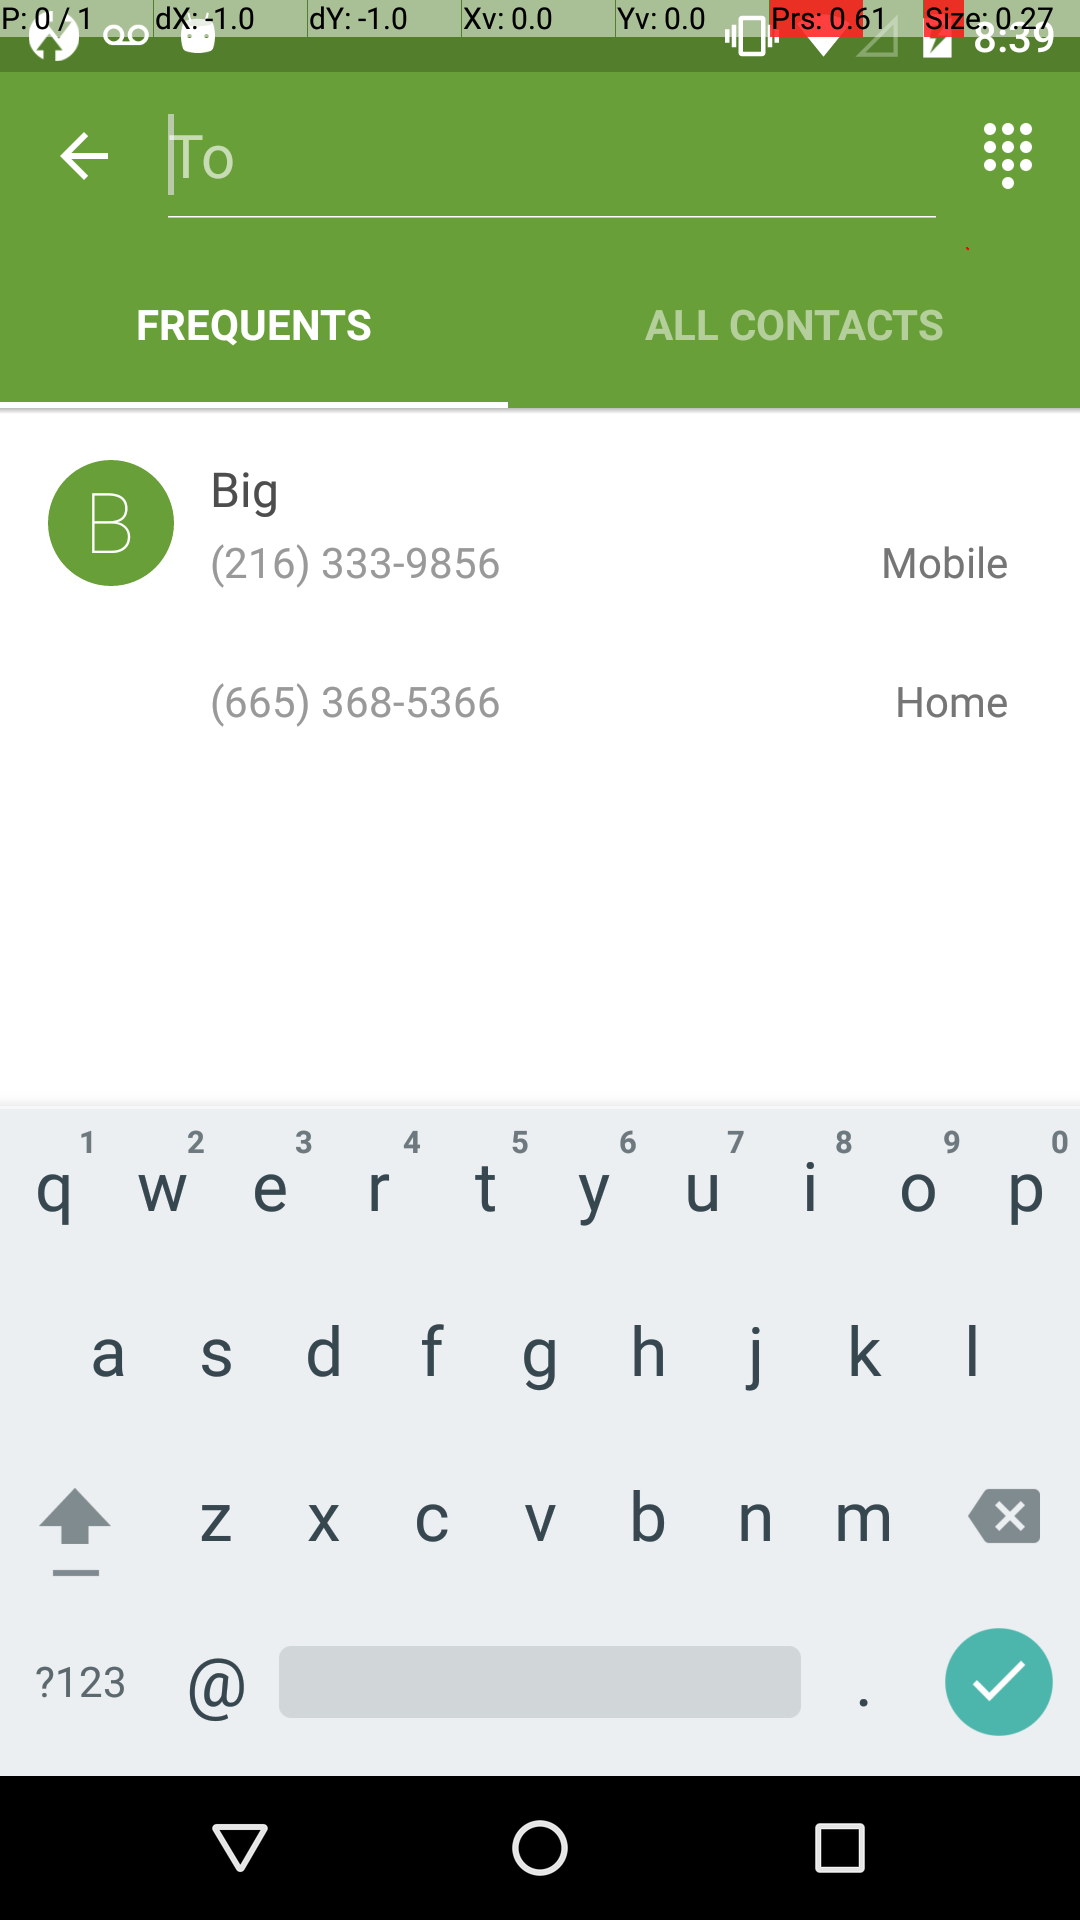 P: 0 / 1 dX: -1.0 dY: -1.0 Xv: 0.0 Yv: 0.0 Prs: 0.61 Size: 0.27
8:39
To
FREQUENTS ALL CONTACTS
B
Big
(216) 333-9856 Mobile
(665) 368-5366 Home
1 2 3 4 5 6 7 8 9 0
q w e r t y u i o p
a s d f g h j k l
z x c v b n m
?123 @ .